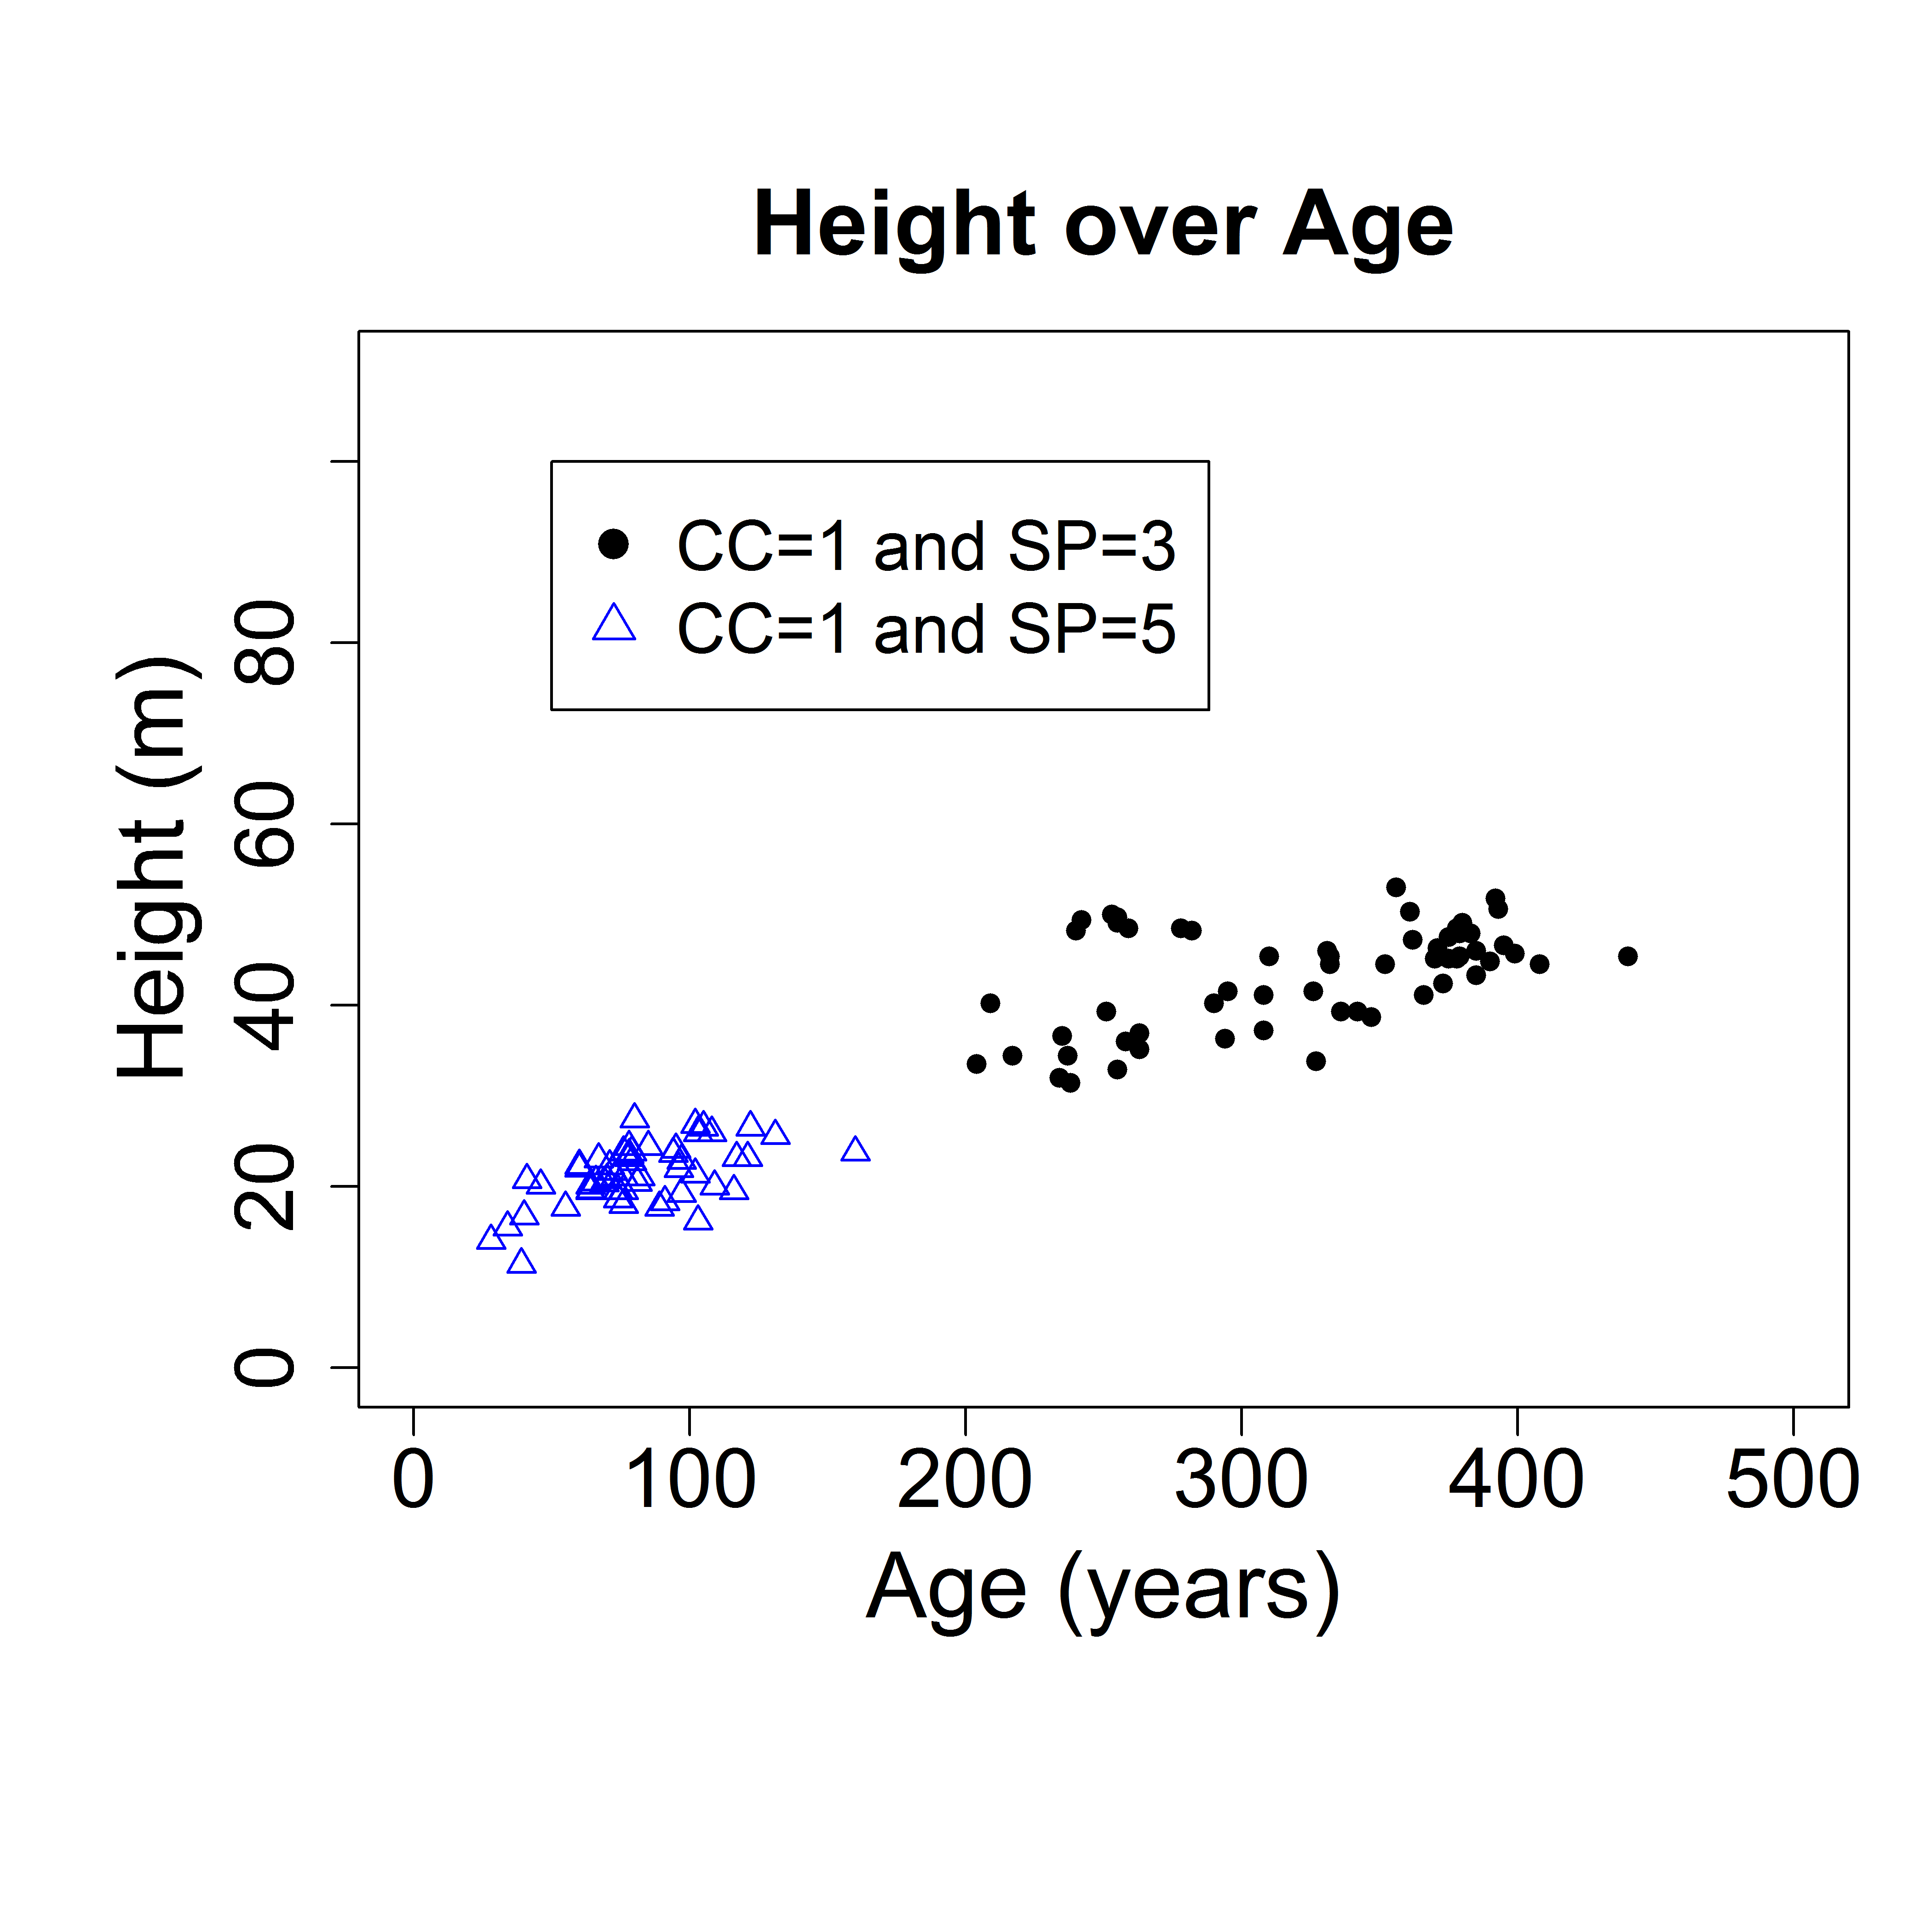 Height over Age
CC=1 and SP=3
CC=1 and SP=5
Height (m)
80
60
40
20
0
0 100 200 300 400 500
Age (years)